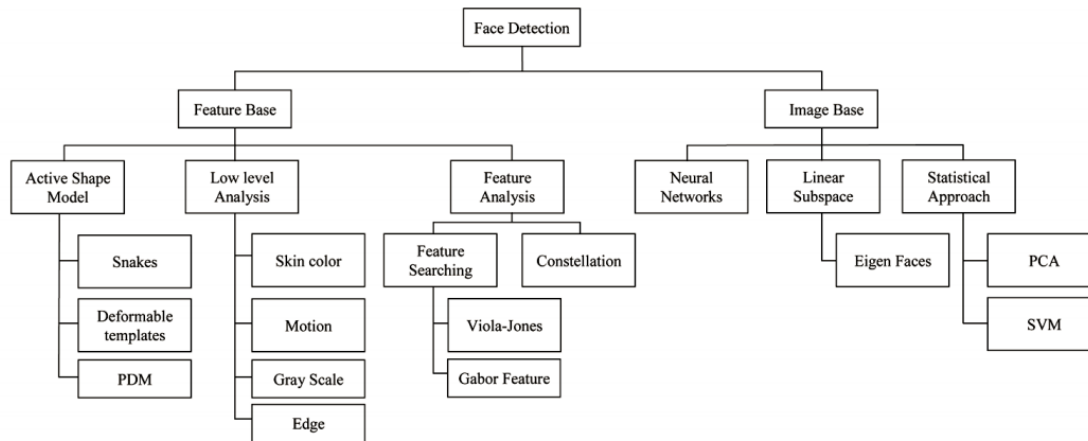 Face Detection
Feature Base
Image Base
Active Shape
Model
Low level
Analysis
Feature
Analysis
Neural
Networks
Linear
Subspace
Statistical
Approach
Snakes
Skin color
Feature
Searching
Constellation
Eigen Faces
PCA
Deformable
templates
Motion
Viola-Jones
SVM
PDM
Gray Scale
Gabor Feature
Edge